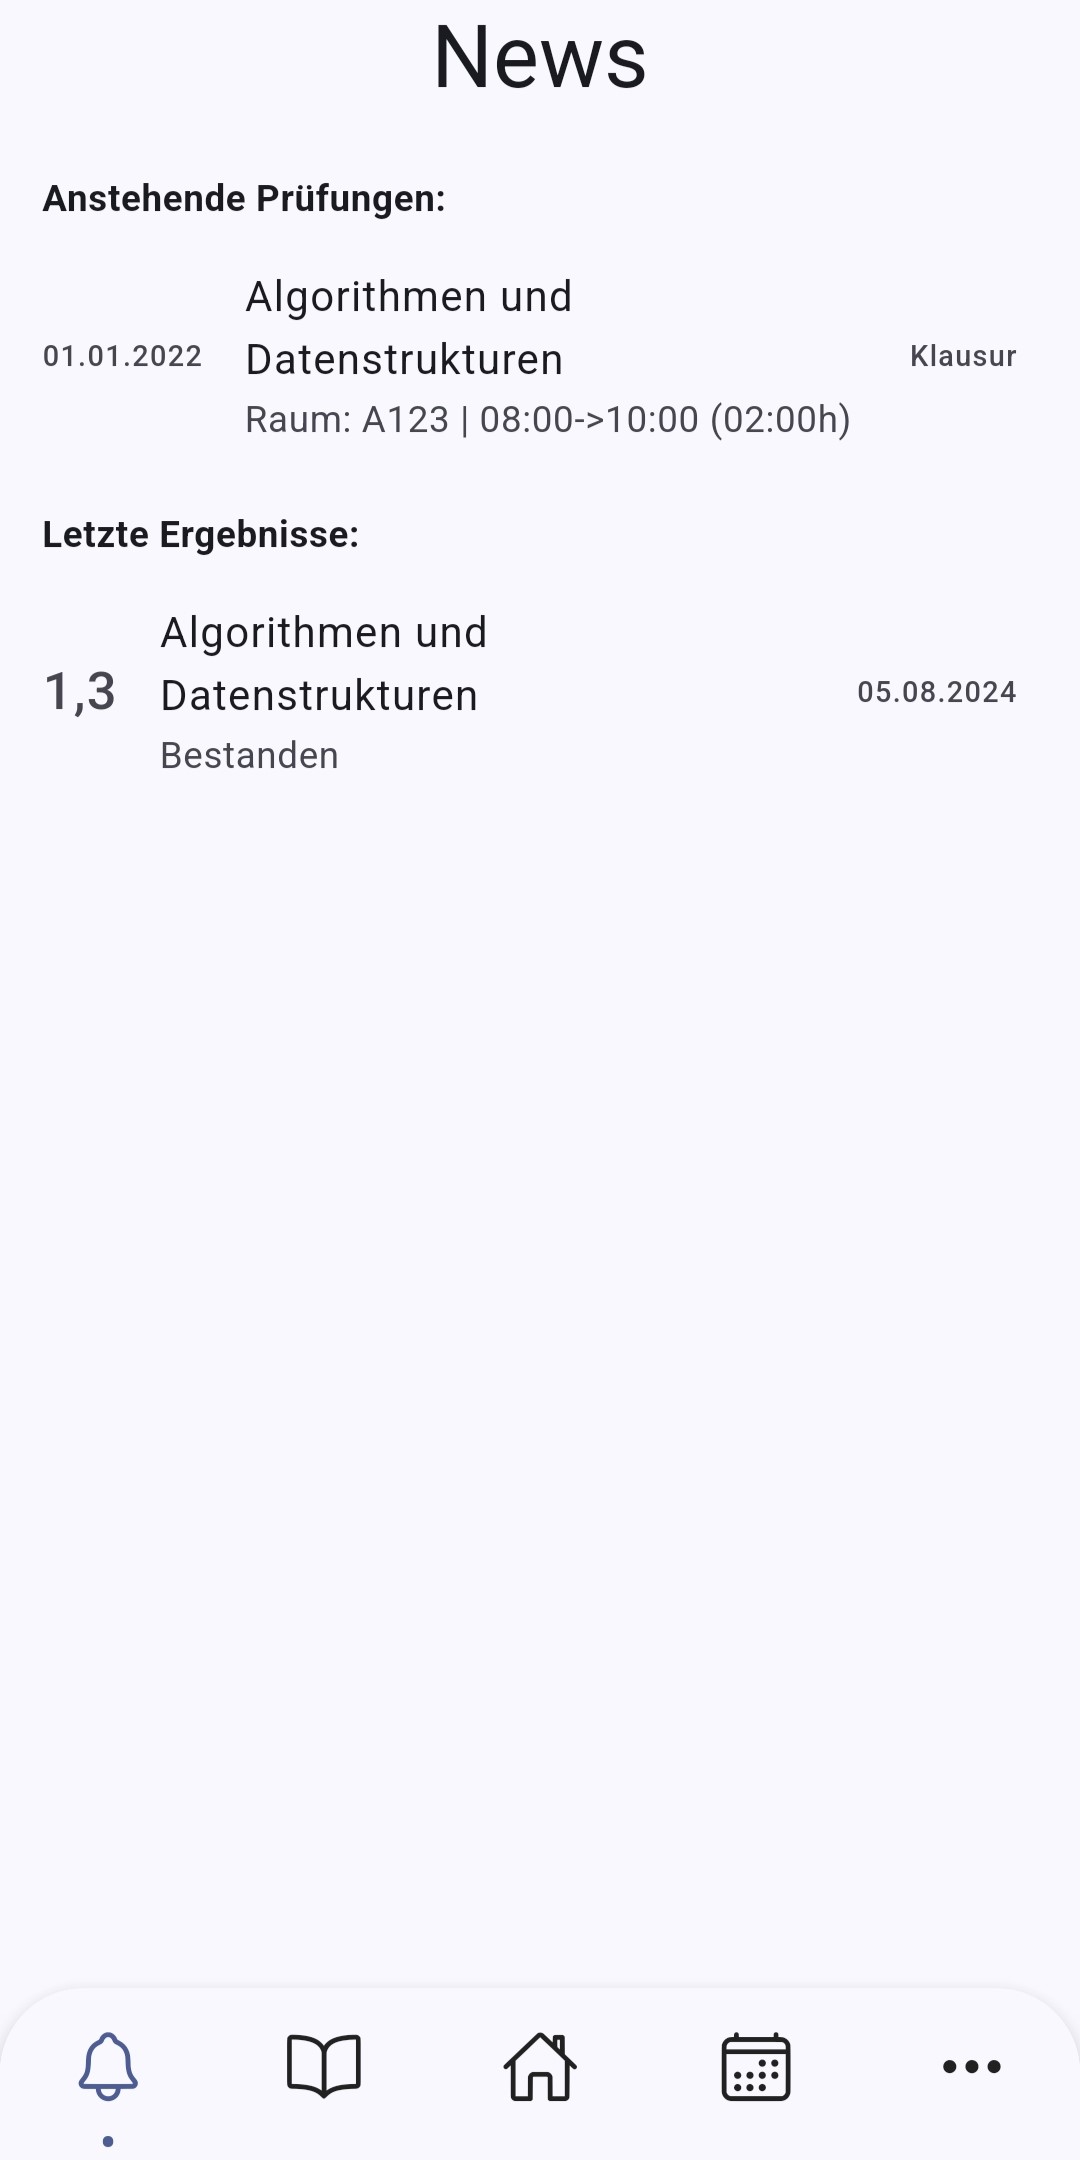 News
Anstehende Prüfungen:
01.01.2022
Algorithmen und
Datenstrukturen
Raum: A123 | 08:00->10:00 (02:00h)
Klausur
Letzte Ergebnisse:
1,3
Algorithmen und
Datenstrukturen
Bestanden
05.08.2024